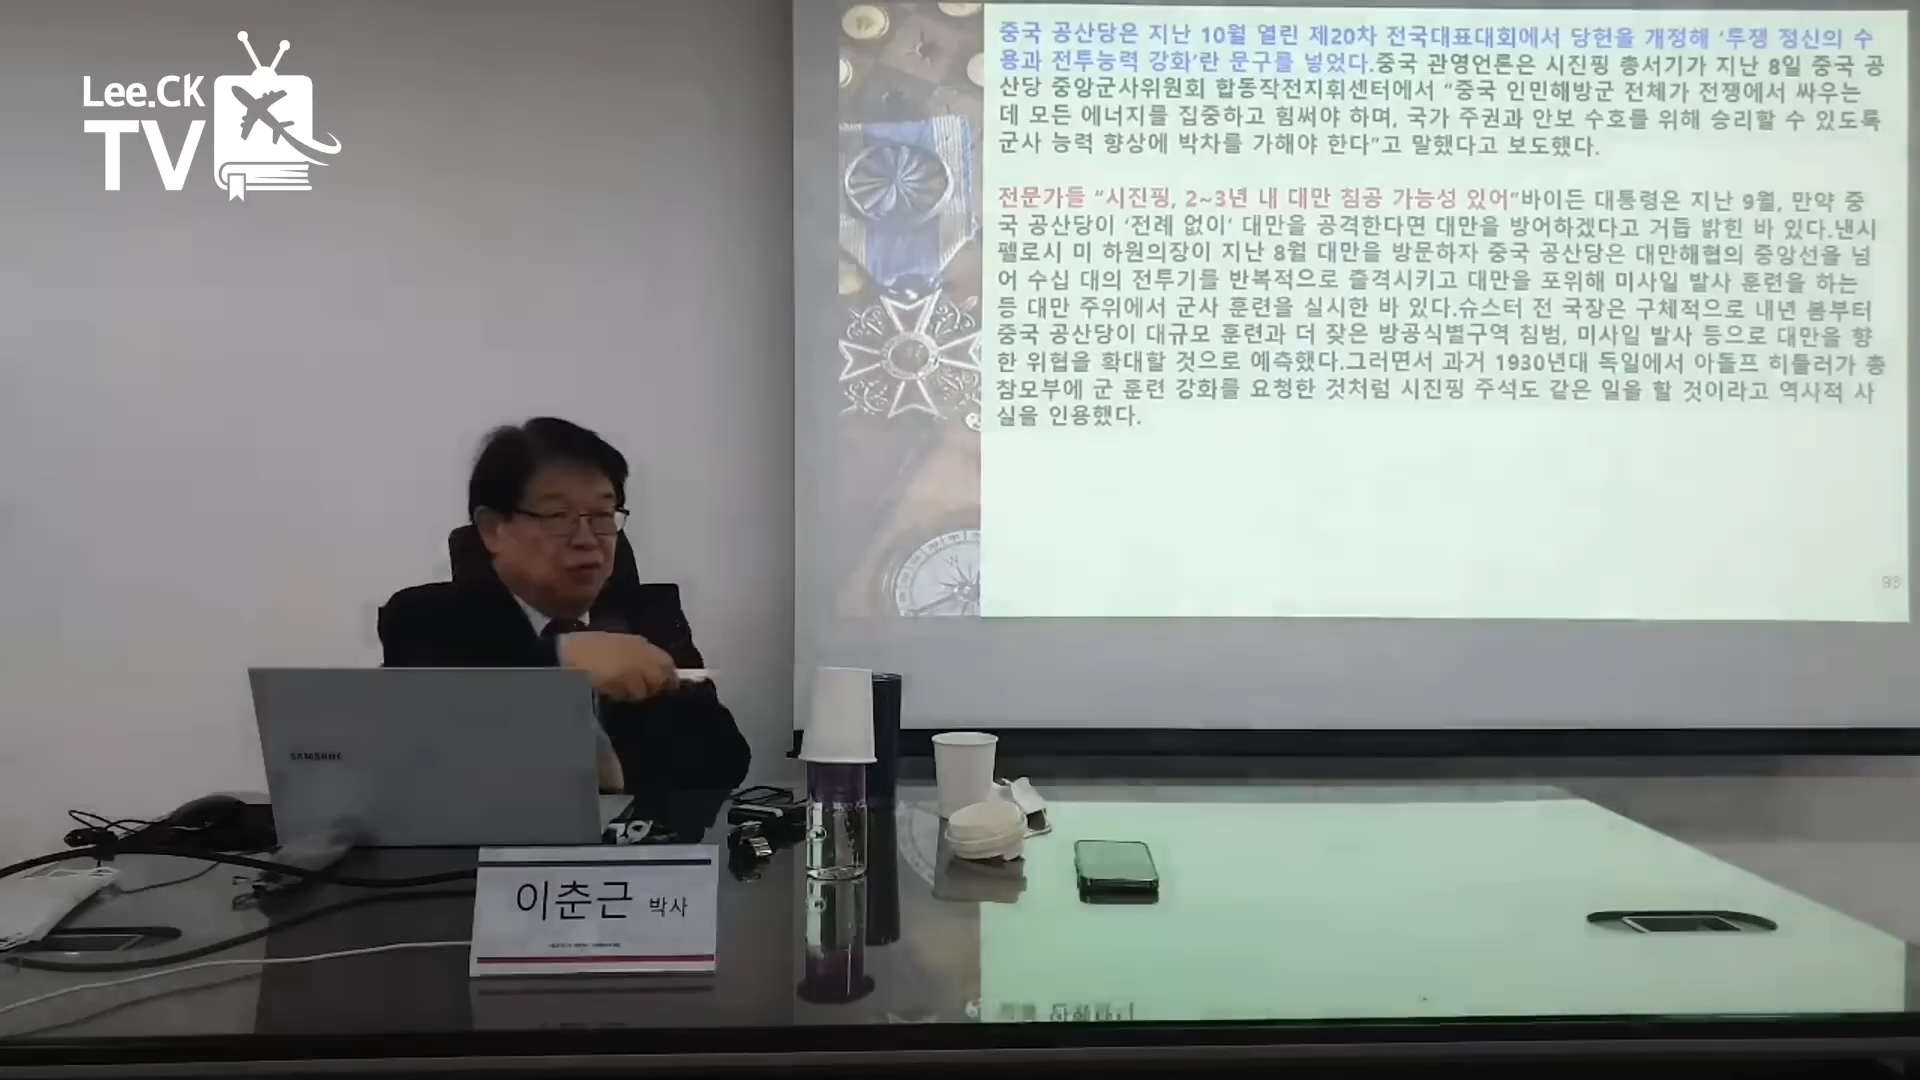 Lee.CK
TV
중국 공산당은 지난 10월 열린 제20차 전국대표대회에서 당헌을 개정해 ‘투쟁 정신의 수
용과 전투능력 강화’란 문구를 넣었다.중국 관영언론은 시진핑 총서기가 지난 8일 중국 공
산당 중앙군사위원회 합동작전지휘센터에서 “중국 인민해방군 전체가 전쟁에서 싸우는
데 모든 에너지를 집중하고 힘써야 하며, 국가 주권과 안보 수호를 위해 승리할 수 있도록
군사 능력 향상에 박차를 가해야 한다”고 말했다고 보도했다.
전문가들 “시진핑, 2~3년 내 대만 침공 가능성 있어”바이든 대통령은 지난 9월, 만약 중
국 공산당이 ‘전례 없이’ 대만을 공격한다면 대만을 방어하겠다고 거듭 밝힌 바 있다.낸시
펠로시 미 하원의장이 지난 8월 대만을 방문하자 중국 공산당은 대만해협의 중앙선을 넘
어 수십 대의 전투기를 반복적으로 출격시키고 대만을 포위해 미사일 발사 훈련을 하는
등 대만 주위에서 군사 훈련을 실시한 바 있다.슈스터 전 국장은 구체적으로 내년 봄부터
중국 공산당이 대규모 훈련과 더 잦은 방공식별구역 침범, 미사일 발사 등으로 대만을 향
한 위협을 확대할 것으로 예측했다.그러면서 과거 1930년대 독일에서 아돌프 히틀러가 총
참모부에 군 훈련 강화를 요청한 것처럼 시진핑 주석도 같은 일을 할 것이라고 역사적 사
실을 인용했다.
93
SAMSUNG
이춘근 박사